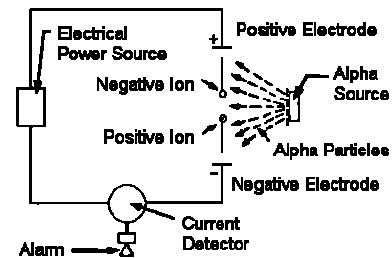 Electrical
Power Source
+
Positive Electrode
Negative Ion
Alpha
Source
Positive Ion
Alpha Particles
-
Negative Electrode
Current
Detector
Alarm